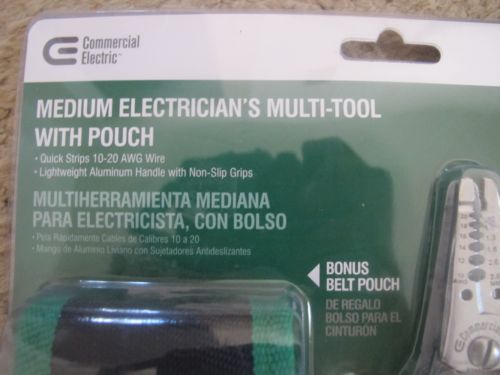 Commercial
Electric™
MEDIUM ELECTRICIAN'S MULTI-TOOL
WITH POUCH
• Quick Strips 10-20 AWG Wire
• Lightweight Aluminum Handle with Non-Slip Grips
MULTIHERRAMIENTA MEDIANA
PARA ELECTRICISTA, CON BOLSO
• Pela Rápidamente Cables de Calibres 10 a 20
• Mango de Aluminio Liviano con Sujetadores Antideslizantes
BONUS
BELT POUCH
DE REGALO
BOLSO PARA EL
CINTURÓN
Commercial